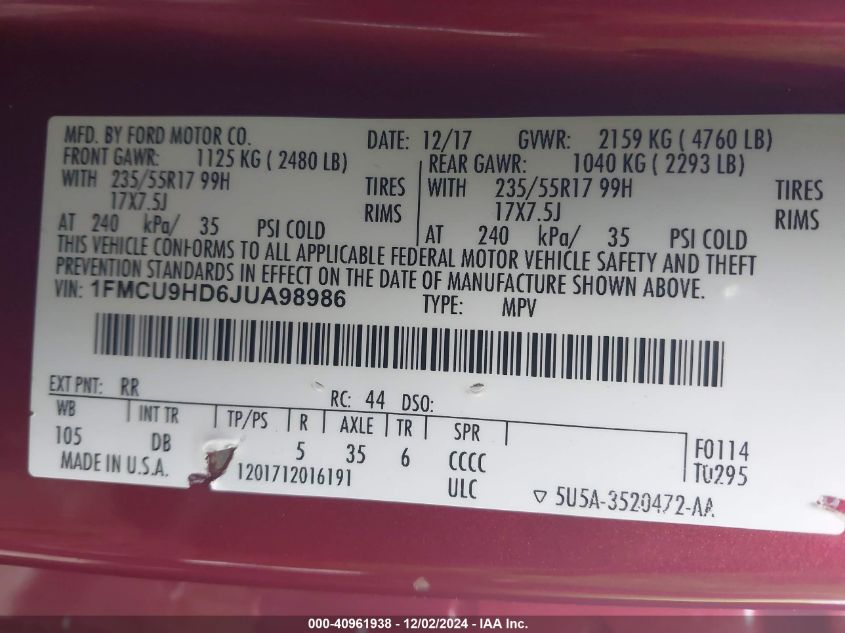 MFD. BY FORD MOTOR CO. DATE: 12/17 GVWR: 2159 KG ( 4760 LB)
FRONT GAWR: 1125 KG ( 2480 LB) REAR GAWR: 1040 KG ( 2293 LB)
WITH 235/55R17 99H TIRES WITH 235/55R17 99H TIRES
17X7.5J RIMS 17X7.5J RIMS
AT 240 kPa/ 35 PSI COLD AT 240 kPa/ 35 PSI COLD
THIS VEHICLE CONFORMS TO ALL APPLICABLE FEDERAL MOTOR VEHICLE SAFETY AND THEFT
PREVENTION STANDARDS IN EFFECT ON THE DATE OF MANUFACTURE SHOWN ABOVE.
VIN: 1FMCU9HD6JUA98986 TYPE: MPV
EXT PNT: RR RC: 44 DSO:
WB INT TR TP/PS R AXLE TR SPR
105 DB 5 35 6 CCCC F0114
MADE IN U.S.A. 1201712016191 ULC T0295
▽ 5U5A-3520472-AA
000-40961938 - 12/02/2024 - IAA Inc.